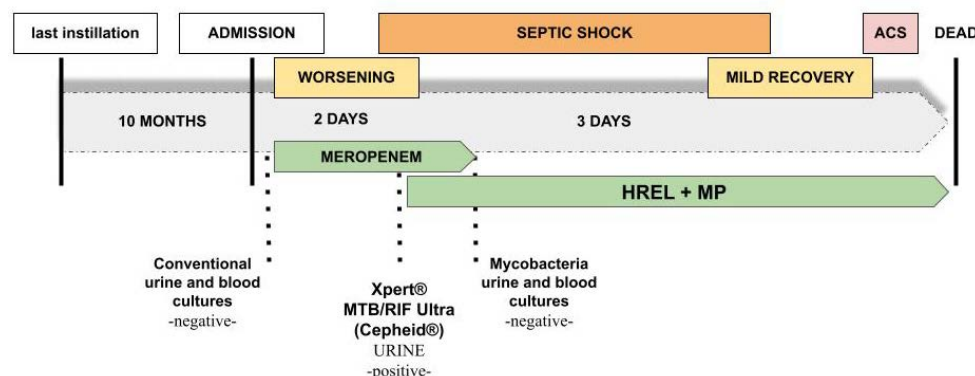 last instillation
ADMISSION
SEPTIC SHOCK
ACS
DEAD
WORSENING
MILD RECOVERY
10 MONTHS
2 DAYS
3 DAYS
MEROPENEM
HREL + MP
Conventional
urine and blood
cultures
-negative-
Xpert®
MTB/RIF Ultra
(Cepheid®)
URINE
-positive-
Mycobacteria
urine and blood
cultures
-negative-